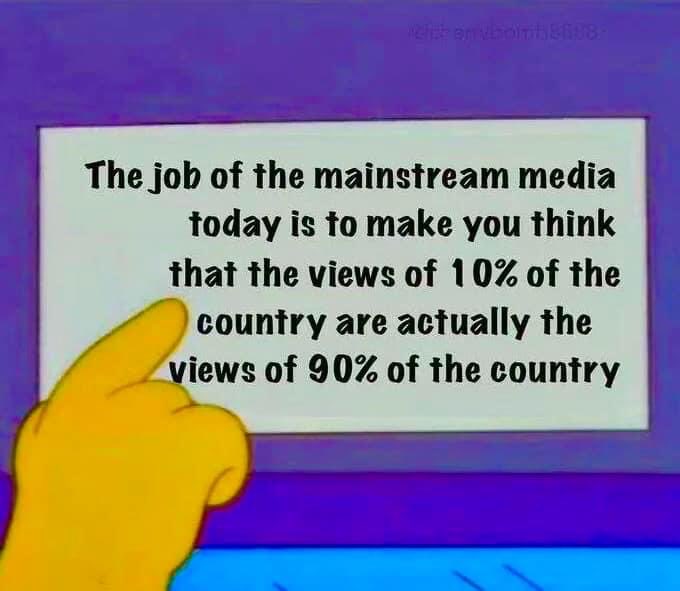 The job of the mainstream media
today is to make you think
that the views of 10% of the
country are actually the
views of 90% of the country